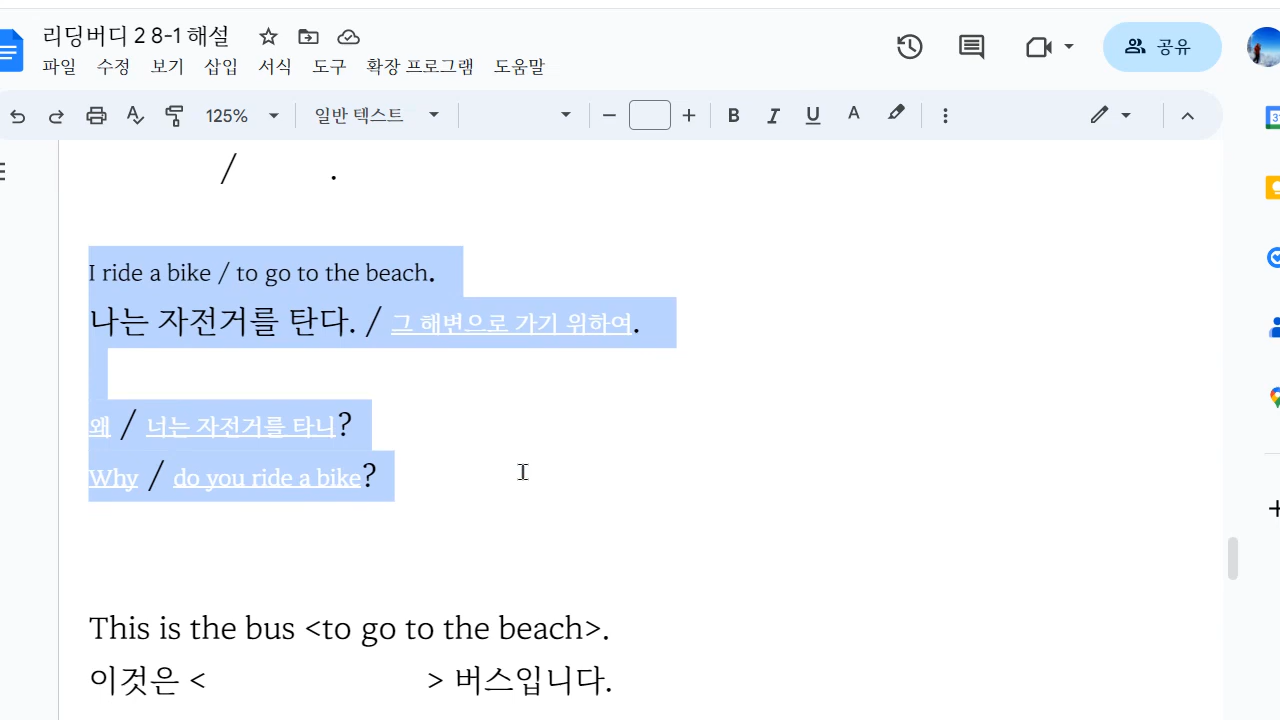 리딩버디 2 8-1 해설
파일 수정 보기 삽입 서식 도구 확장 프로그램 도움말
공유
125% 일반 텍스트 B I U A
/ .
I ride a bike / to go to the beach.
나는 자전거를 탄다. / 그 해변으로 가기 위하여.
왜 / 너는 자전거를 타니?
Why / do you ride a bike?
This is the bus <to go to the beach>.
이것은 < > 버스입니다.